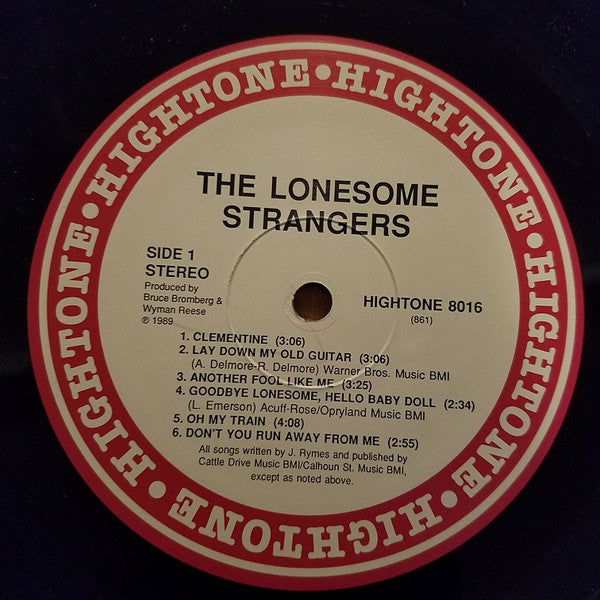 HIGHTONE • HIGHTONE • HIGHTONE • HIGHTONE • HIGHTONE • HIGHTONE •
THE LONESOME
STRANGERS
SIDE 1
STEREO
Produced by
Bruce Bromberg &
Wyman Reese
℗ 1989
HIGHTONE 8016
(861)
1. CLEMENTINE (3:06)
2. LAY DOWN MY OLD GUITAR (3:06)
(A. Delmore-R. Delmore) Warner Bros. Music BMI
3. ANOTHER FOOL LIKE ME (3:25)
4. GOODBYE LONESOME, HELLO BABY DOLL (2:34)
(L. Emerson) Acuff-Rose/Opryland Music BMI
5. OH MY TRAIN (4:08)
6. DON'T YOU RUN AWAY FROM ME (2:55)
All songs written by J. Rymes and published by
Cattle Drive Music BMI/Calhoun St. Music BMI,
except as noted above.